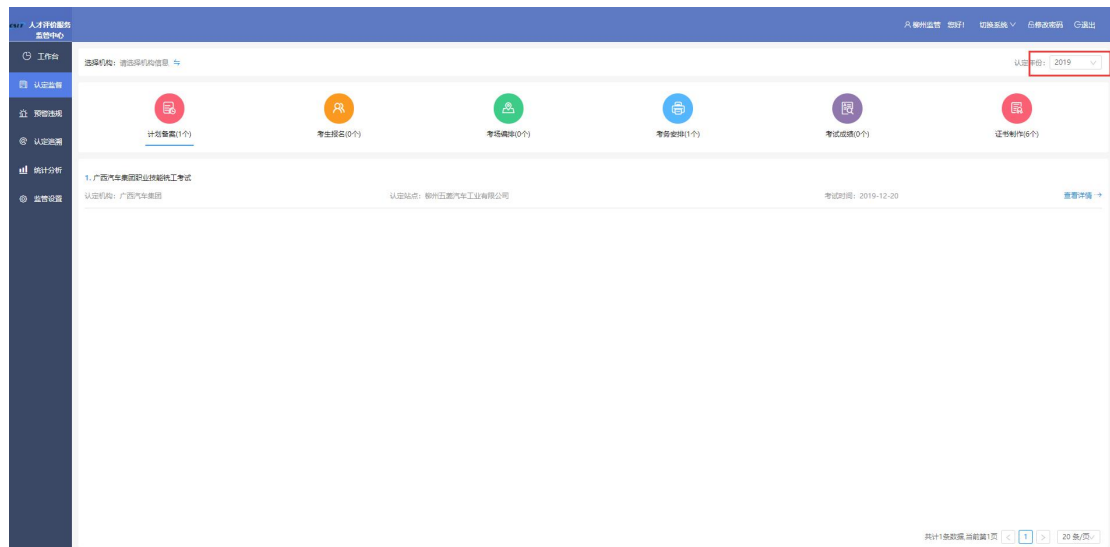 人才评价服务
监管中心
柳州监管 您好! 切换系统 修改密码 退出
工作台
认定监督
预警违规
认定追溯
统计分析
监管设置
选择机构: 请选择机构信息
认定年份: 2019
计划备案(1个)
考生报名(0个)
考场编排(0个)
考务安排(1个)
考试成绩(0个)
证书制作(6个)
1. 广西汽车集团职业技能铣工考试
认定机构: 广西汽车集团 认定站点: 柳州五菱汽车工业有限公司 考试时间: 2019-12-20 查看详情
共计1条数据,当前第1页 < 1 > 20 条/页